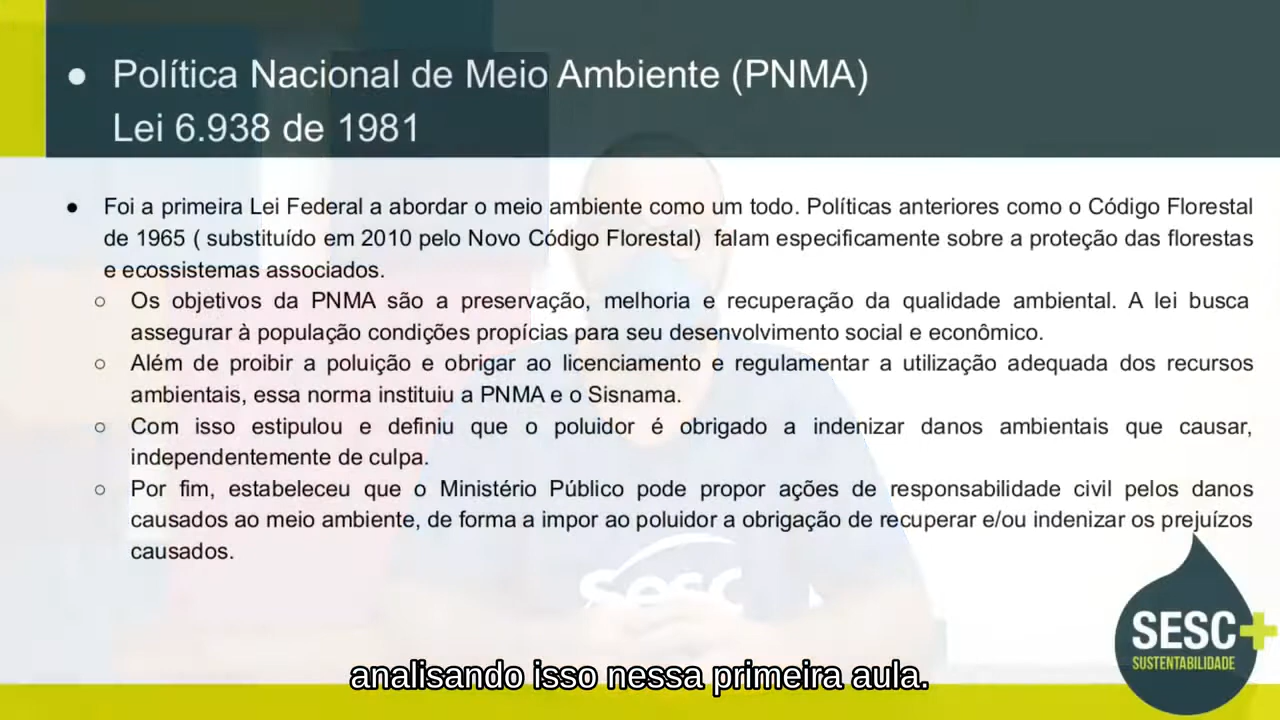 ● Política Nacional de Meio Ambiente (PNMA)
Lei 6.938 de 1981
● Foi a primeira Lei Federal a abordar o meio ambiente como um todo. Políticas anteriores como o Código Florestal
de 1965 ( substituído em 2010 pelo Novo Código Florestal) falam especificamente sobre a proteção das florestas
e ecossistemas associados.
○ Os objetivos da PNMA são a preservação, melhoria e recuperação da qualidade ambiental. A lei busca
assegurar à população condições propícias para seu desenvolvimento social e econômico.
○ Além de proibir a poluição e obrigar ao licenciamento e regulamentar a utilização adequada dos recursos
ambientais, essa norma instituiu a PNMA e o Sisnama.
○ Com isso estipulou e definiu que o poluidor é obrigado a indenizar danos ambientais que causar,
independentemente de culpa.
○ Por fim, estabeleceu que o Ministério Público pode propor ações de responsabilidade civil pelos danos
causados ao meio ambiente, de forma a impor ao poluidor a obrigação de recuperar e/ou indenizar os prejuízos
causados.
Sesc
SESC+
SUSTENTABILIDADE
analisando isso nessa primeira aula.